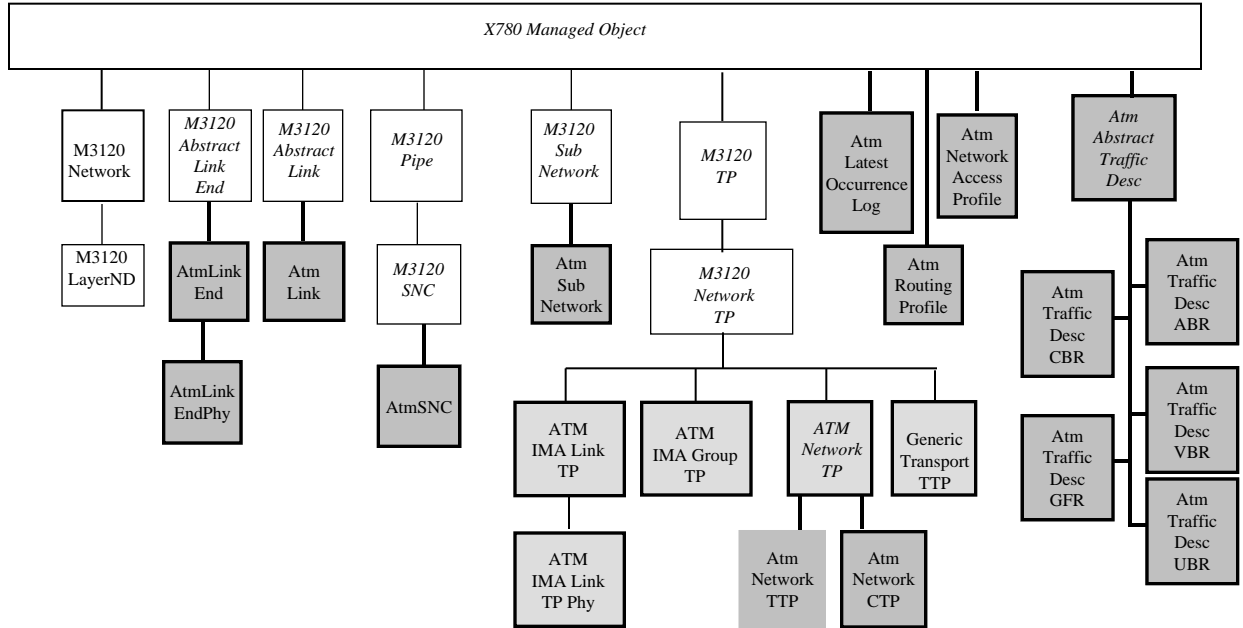 X780 Managed Object
M3120
Network
M3120
Abstract
Link
End
M3120
Abstract
Link
M3120
Pipe
M3120
Sub
Network
M3120
TP
Atm
Latest
Occurrence
Log
Atm
Network
Access
Profile
Atm
Abstract
Traffic
Desc
M3120
LayerND
AtmLink
End
Atm
Link
M3120
SNC
Atm
Sub
Network
M3120
Network
TP
Atm
Routing
Profile
Atm
Traffic
Desc
CBR
Atm
Traffic
Desc
ABR
AtmLink
EndPhy
AtmSNC
ATM
IMA Link
TP
ATM
IMA Group
TP
ATM
Network
TP
Generic
Transport
TTP
Atm
Traffic
Desc
GFR
Atm
Traffic
Desc
VBR
ATM
IMA Link
TP Phy
Atm
Network
TTP
Atm
Network
CTP
Atm
Traffic
Desc
UBR